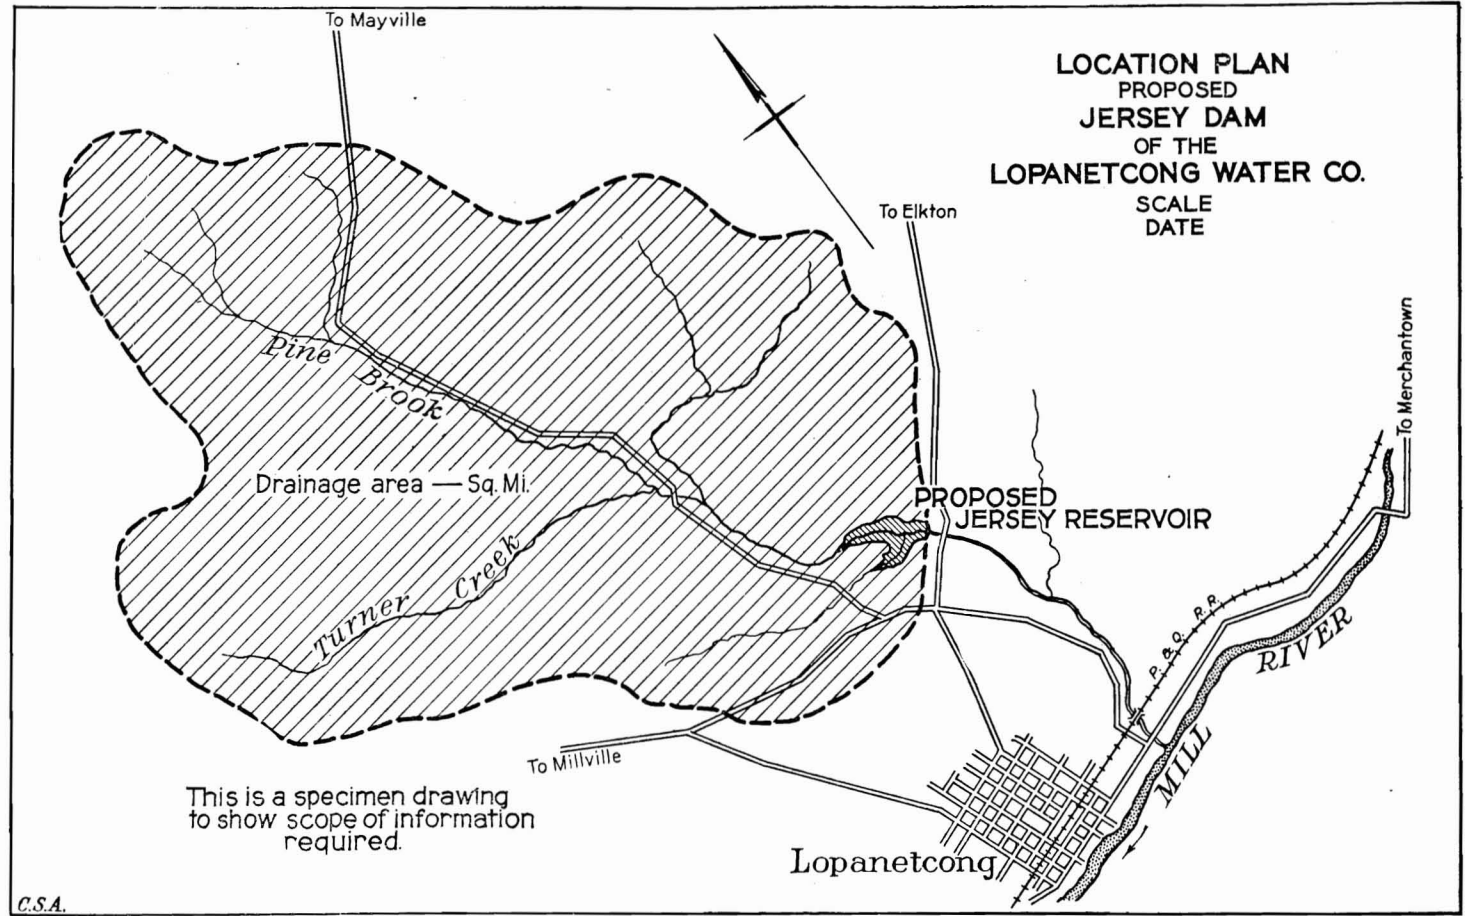 To Mayville
LOCATION PLAN
PROPOSED
JERSEY DAM
OF THE
LOPANETCONG WATER CO.
SCALE
DATE
To Elkton
To Merchantown
Pine Brook
Drainage area — Sq. Mi.
PROPOSED
JERSEY RESERVOIR
Turner Creek
P. & Q. R. R.
MILL RIVER
To Millville
This is a specimen drawing
to show scope of information
required.
Lopanetcong
C.S.A.